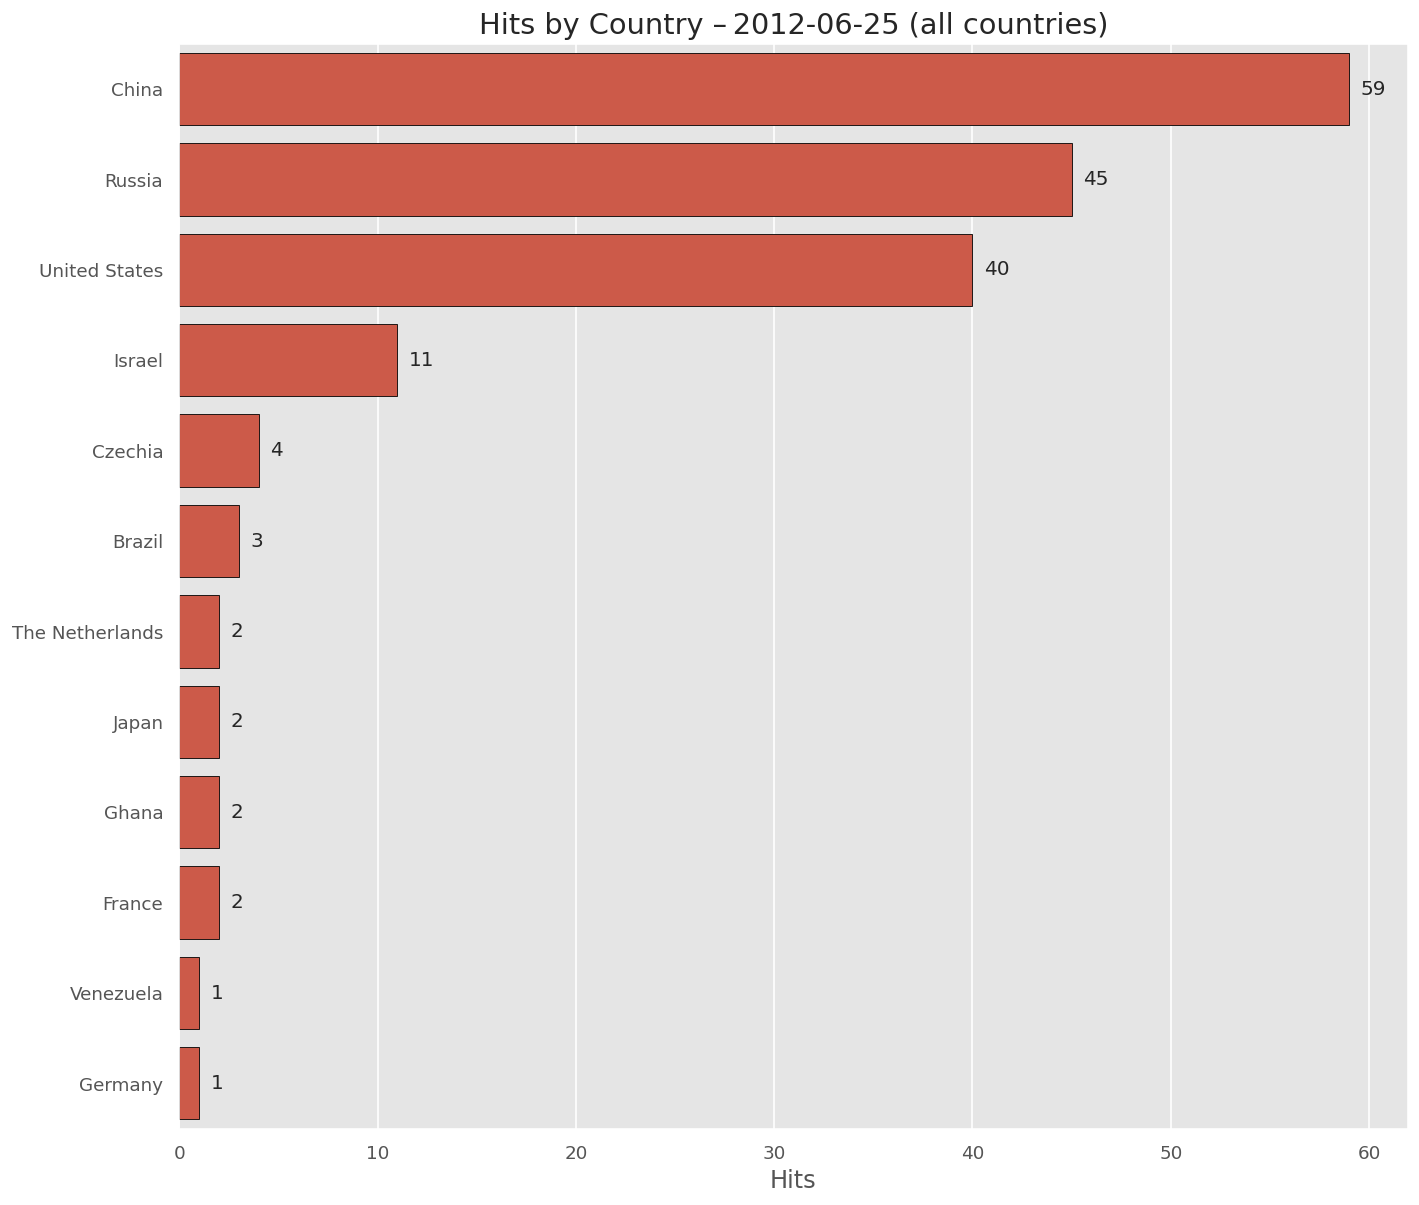 Hits by Country – 2012-06-25 (all countries)
China 59
Russia 45
United States 40
Israel 11
Czechia 4
Brazil 3
The Netherlands 2
Japan 2
Ghana 2
France 2
Venezuela 1
Germany 1
0 10 20 30 40 50 60
Hits